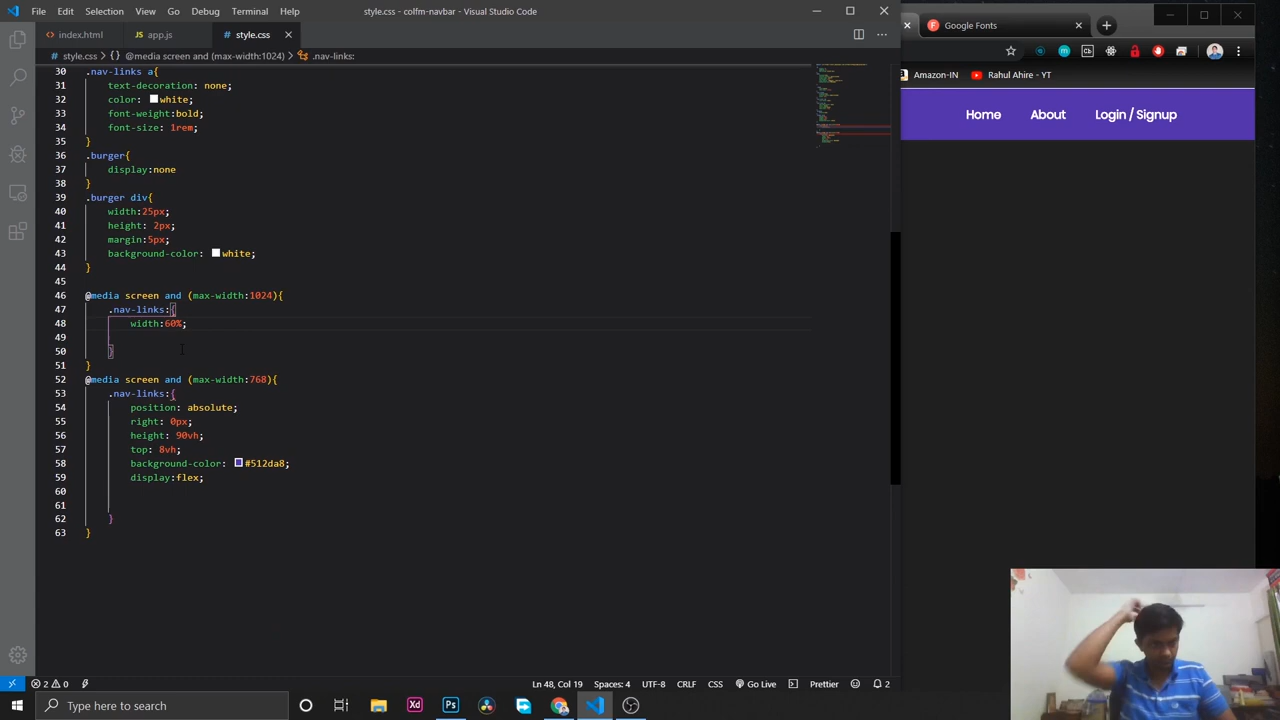 File Edit Selection View Go Debug Terminal Help
style.css - colfm-navbar - Visual Studio Code
index.html app.js style.css
Google Fonts
style.css > {} @media screen and (max-width:1024) > .nav-links:
Amazon-IN Rahul Ahire - YT
Home About Login / Signup
30 .nav-links a{
31 text-decoration: none;
32 color: white;
33 font-weight:bold;
34 font-size: 1rem;
35 }
36 .burger{
37 display:none
38 }
39 .burger div{
40 width:25px;
41 height: 2px;
42 margin:5px;
43 background-color: white;
44 }
45
46 @media screen and (max-width:1024){
47 .nav-links:{
48 width:60%;
49
50 }
51 }
52 @media screen and (max-width:768){
53 .nav-links:{
54 position: absolute;
55 right: 0px;
56 height: 90vh;
57 top: 8vh;
58 background-color: #512da8;
59 display:flex;
60
61
62 }
63 }
2 0 Ln 48, Col 19 Spaces: 4 UTF-8 CRLF CSS Go Live Prettier 2
Type here to search
Xd Ps